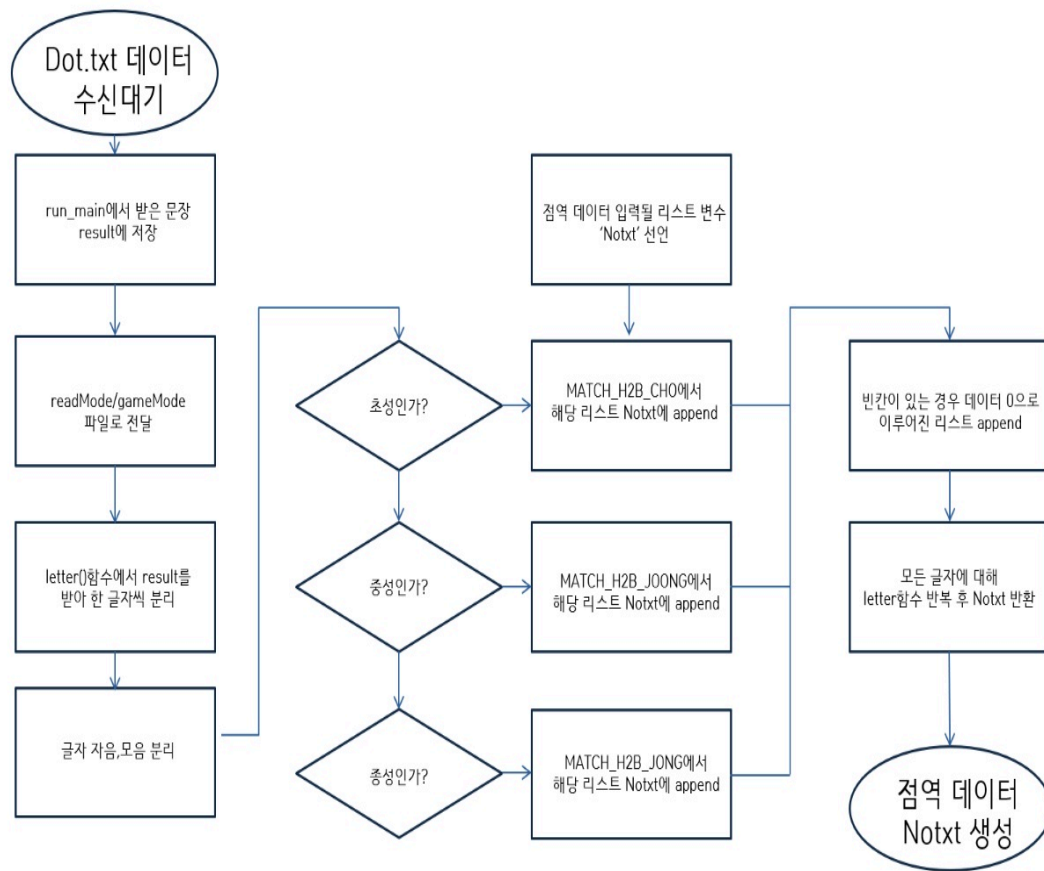 Dot.txt 데이터
수신대기
run_main에서 받은 문장
result에 저장
readMode/gameMode
파일로 전달
letter()함수에서 result를
받아 한 글자씩 분리
글자 자음,모음 분리
초성인가?
중성인가?
종성인가?
점역 데이터 입력될 리스트 변수
‘Notxt’ 선언
MATCH_H2B_CHO에서
해당 리스트 Notxt에 append
MATCH_H2B_JOONG에서
해당 리스트 Notxt에 append
MATCH_H2B_JONG에서
해당 리스트 Notxt에 append
빈칸이 있는 경우 데이터 0으로
이루어진 리스트 append
모든 글자에 대해
letter함수 반복 후 Notxt 반환
점역 데이터
Notxt 생성